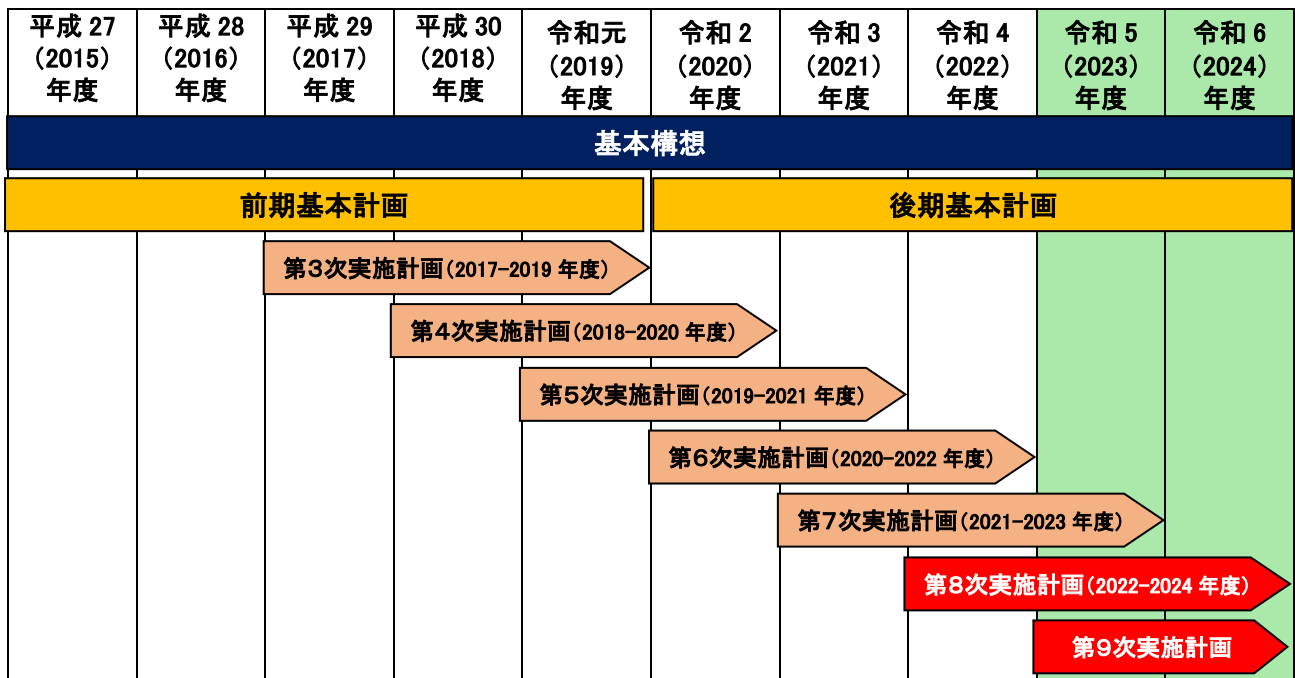 平成 27
（2015）
年度
平成 28
（2016）
年度
平成 29
（2017）
年度
平成 30
（2018）
年度
令和元
（2019）
年度
令和 2
（2020）
年度
令和 3
（2021）
年度
令和 4
（2022）
年度
令和 5
（2023）
年度
令和 6
（2024）
年度
基本構想
前期基本計画
後期基本計画
第３次実施計画（2017-2019 年度）
第４次実施計画（2018-2020 年度）
第５次実施計画（2019-2021 年度）
第６次実施計画（2020-2022 年度）
第７次実施計画（2021-2023 年度）
第８次実施計画（2022-2024 年度）
第９次実施計画